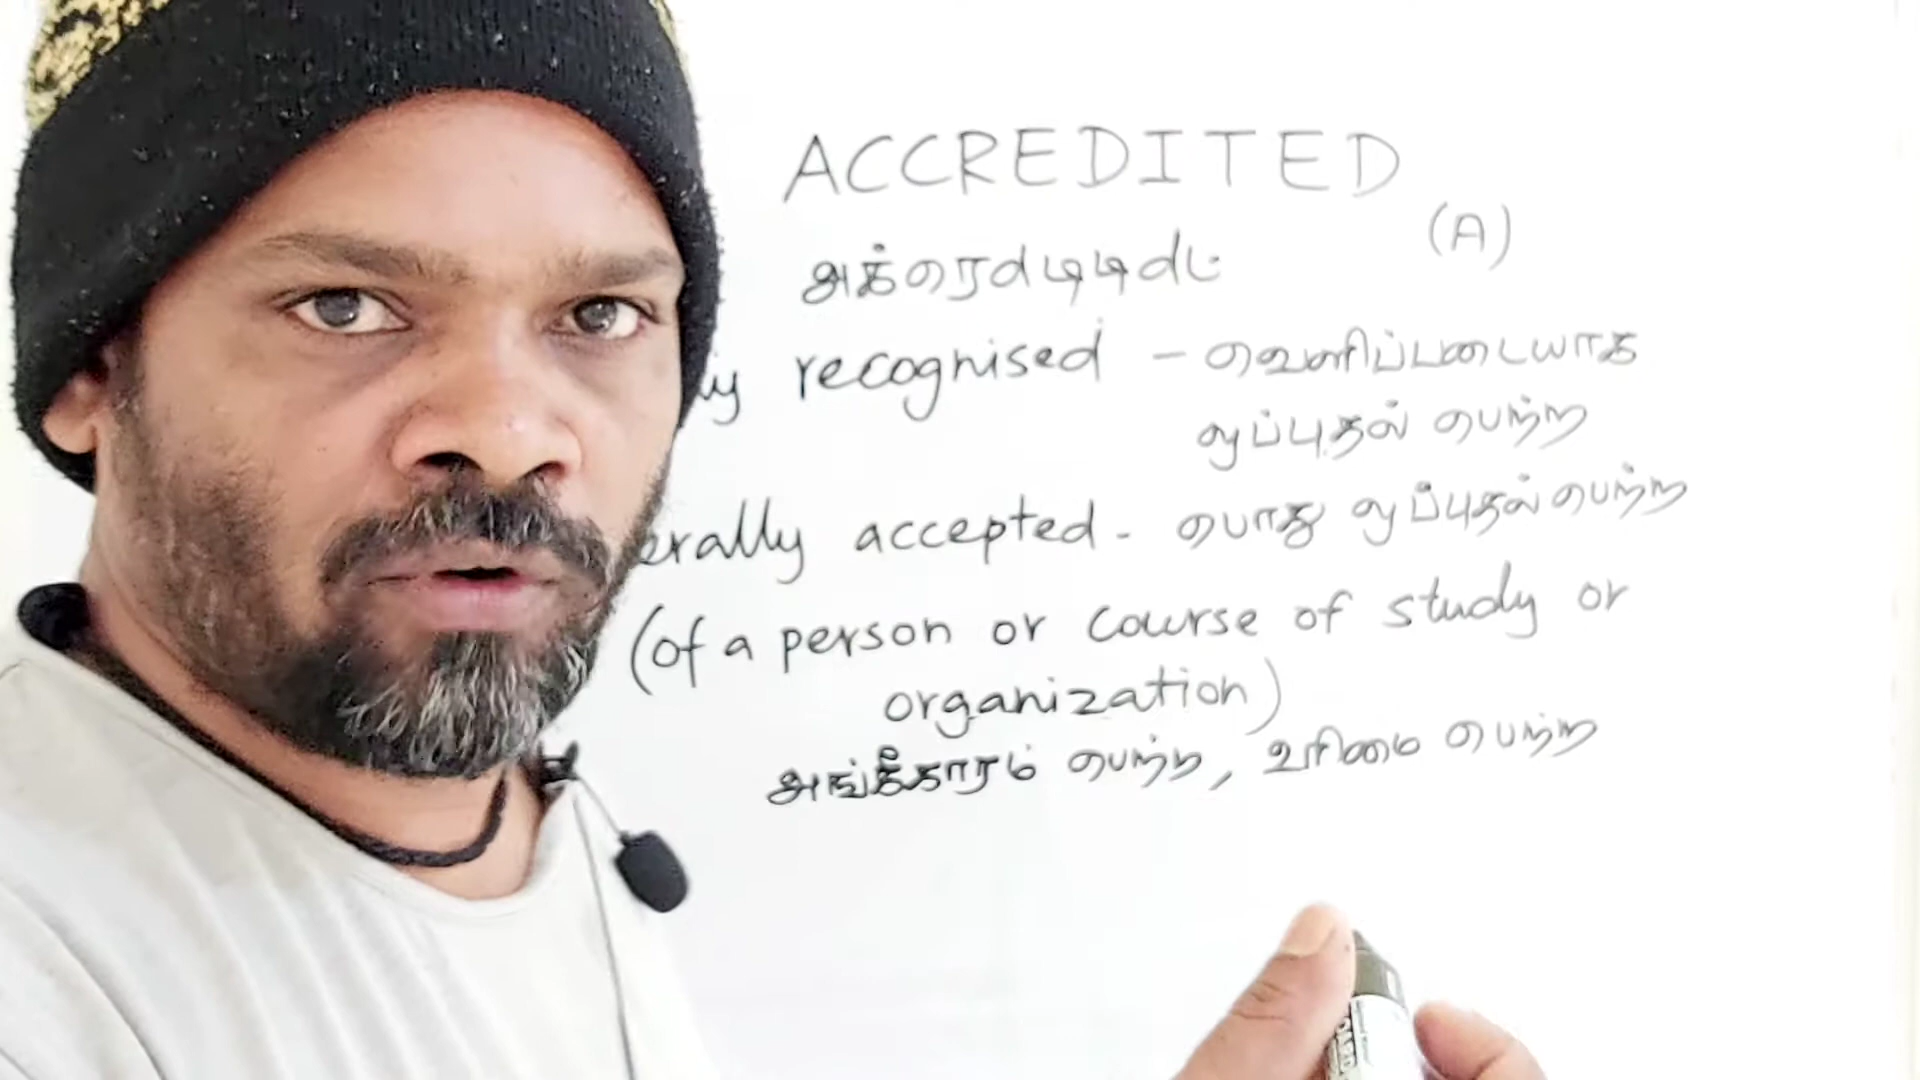 ACCREDITED
(A)
அக்ரெடிடிட்
recognised - வெளிப்படையாக
ஒப்புதல் பெற்ற
erally accepted - பொது ஒப்புதல் பெற்ற
(of a person or course of study or
organization)
அங்கீகாரம் பெற்ற, உரிமை பெற்ற